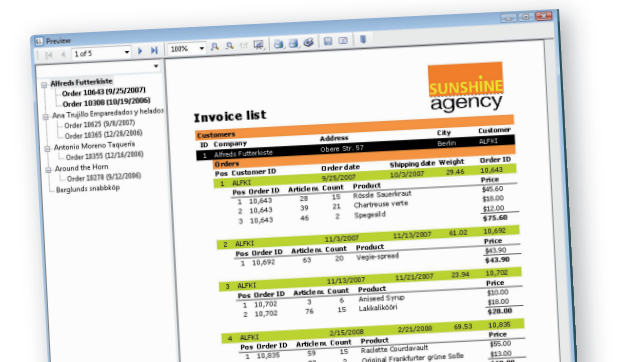 Preview
1 of 5
100%
Alfreds Futterkiste
Order 10643 (9/25/2007)
Order 10308 (10/19/2006)
Ana Trujillo Emparedados y helados
Order 10625 (9/8/2007)
Order 10365 (12/28/2006)
Antonio Moreno Taquería
Order 10355 (12/16/2006)
Around the Horn
Order 10278 (9/12/2006)
Berglunds snabbköp
SUNSHINE
agency
Invoice list
Customers
ID Company Address City Customer
1 Alfreds Futterkiste Obere Str. 57 Berlin ALFKI
Orders
Pos Customer ID Order date Shipping date Weight Order ID
1 ALFKI 9/25/2007 10/3/2007 29.46 10,643
Pos Order ID Article n. Count Product Price
1 10,643 28 15 Rössle Sauerkraut $45.60
2 10,643 39 21 Chartreuse verte $18.00
3 10,643 46 2 Spegesild $12.00
$75.60
2 ALFKI 11/3/2007 11/13/2007 61.02 10,692
Pos Order ID Article n. Count Product Price
1 10,692 63 20 Vegie-spread $43.90
$43.90
3 ALFKI 11/13/2007 11/21/2007 23.94 10,702
Pos Order ID Article n. Count Product Price
1 10,702 3 6 Aniseed Syrup $10.00
2 10,702 76 15 Lakkalikööri $18.00
$28.00
4 ALFKI 2/15/2008 2/21/2008 69.53 10,835
Pos Order ID Article n. Count Product Price
1 10,835 59 15 Raclette Courdavault $55.00
2 Original Frankfurter grüne Soße $13.00